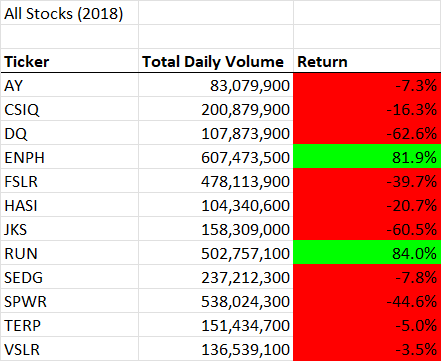 All Stocks (2018)
Ticker Total Daily Volume Return
AY 83,079,900 -7.3%
CSIQ 200,879,900 -16.3%
DQ 107,873,900 -62.6%
ENPH 607,473,500 81.9%
FSLR 478,113,900 -39.7%
HASI 104,340,600 -20.7%
JKS 158,309,000 -60.5%
RUN 502,757,100 84.0%
SEDG 237,212,300 -7.8%
SPWR 538,024,300 -44.6%
TERP 151,434,700 -5.0%
VSLR 136,539,100 -3.5%